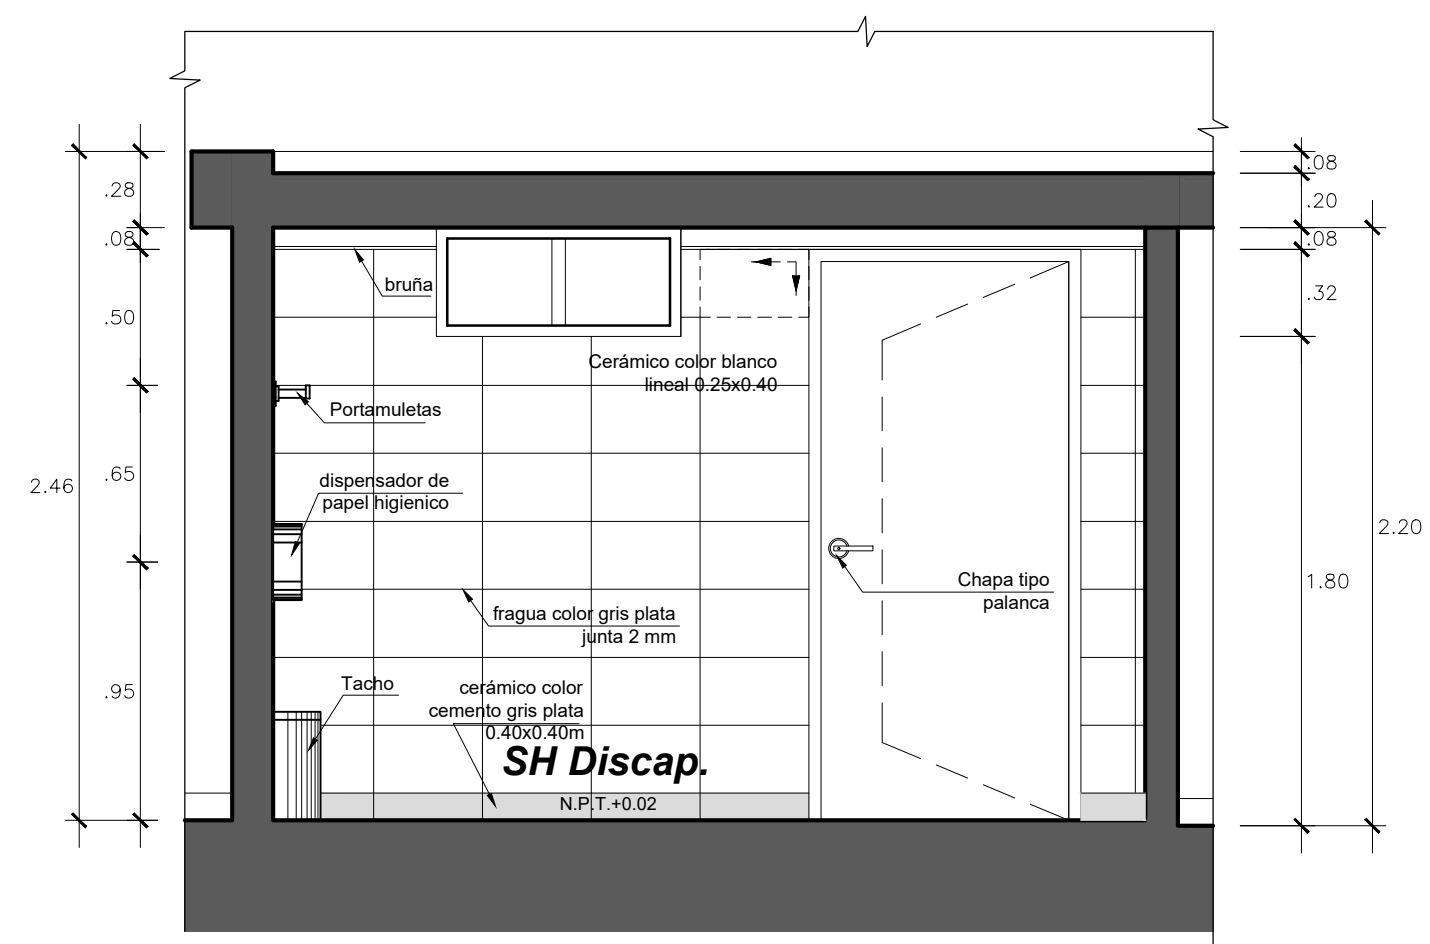 .28
.08
.50
.65
2.46
.95
.08
.20
.08
.32
2.20
1.80
bruña
Cerámico color blanco
lineal 0.25x0.40
Portamuletas
dispensador de
papel higienico
Chapa tipo
palanca
fragua color gris plata
junta 2 mm
Tacho
cerámico color
cemento gris plata
0.40x0.40m
SH Discap.
N.P.T.+0.02